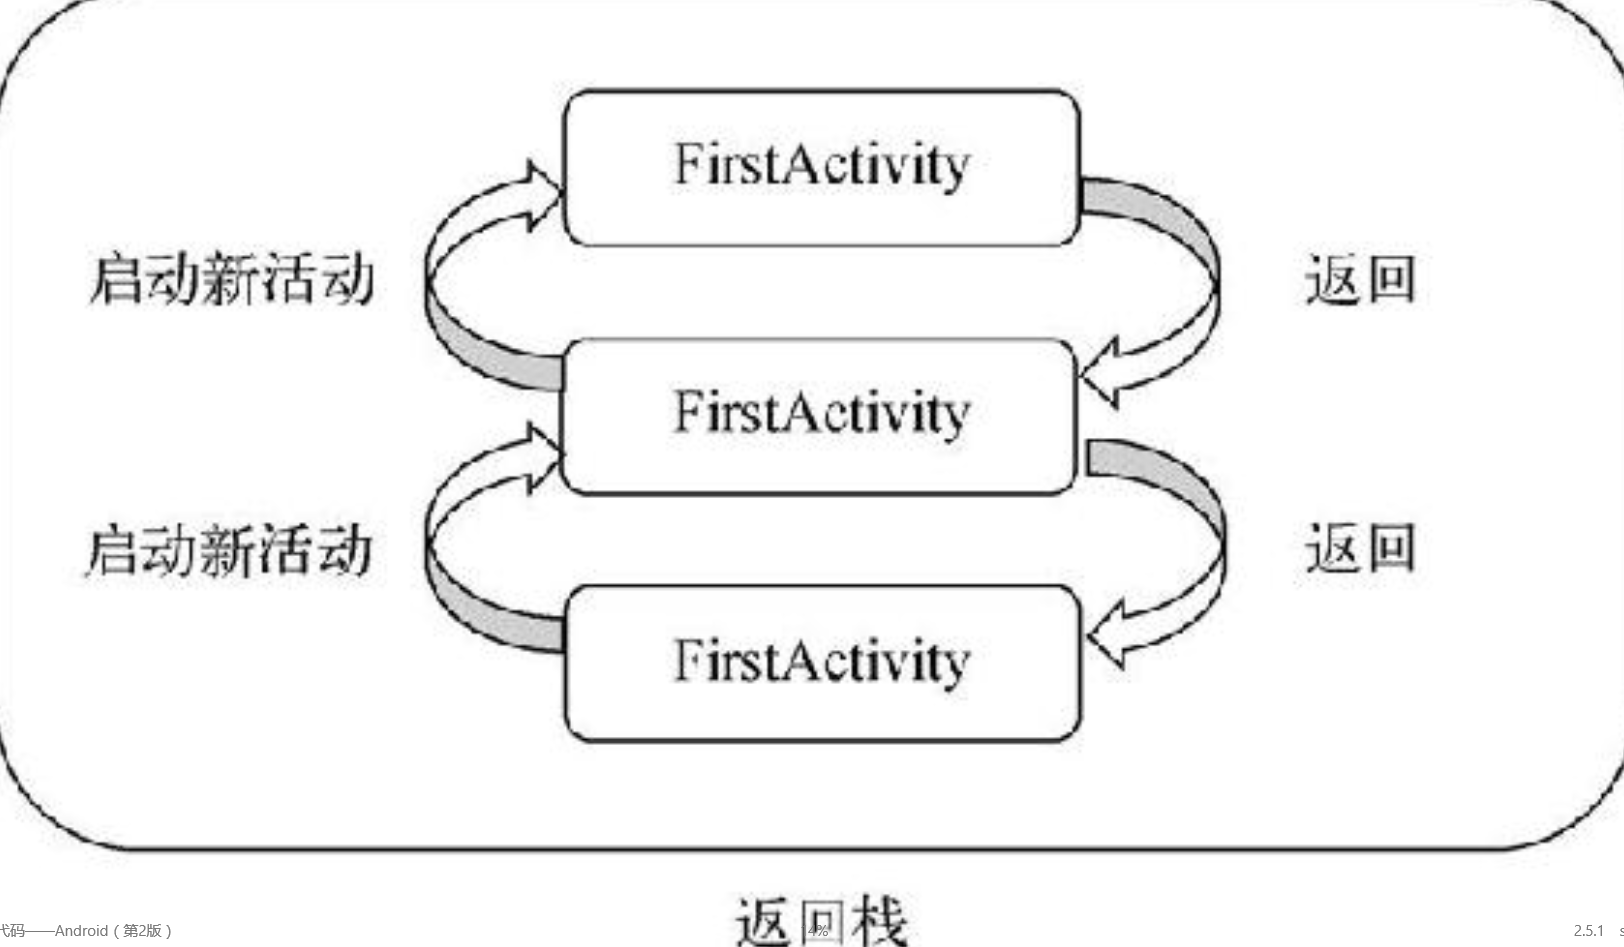 FirstActivity
启动新活动
返回
FirstActivity
启动新活动
返回
FirstActivity
返回栈
代码——Android（第2版）
4%
2.5.1